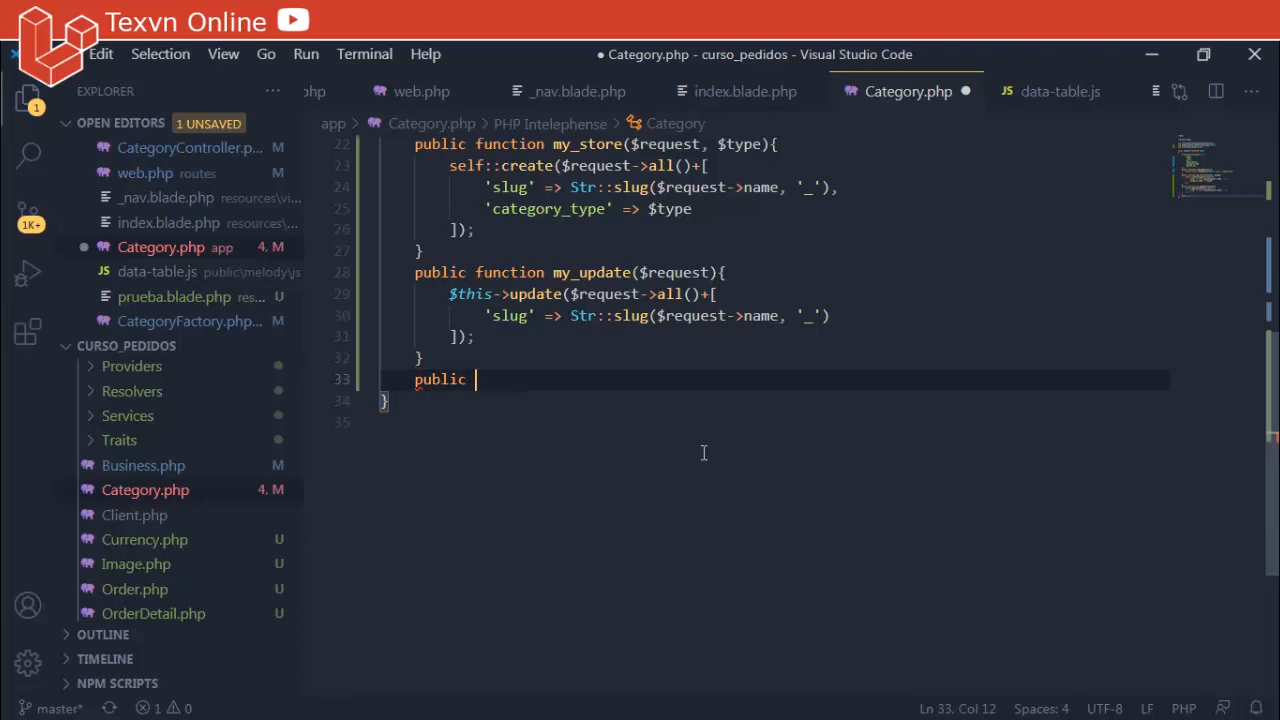 Texvn Online
Edit Selection View Go Run Terminal Help
● Category.php - curso_pedidos - Visual Studio Code
EXPLORER ···
php web.php _nav.blade.php index.blade.php Category.php ● JS data-table.js ···
1
OPEN EDITORS 1 UNSAVED
app > Category.php > PHP Intelephense > Category
CategoryController.p... M
web.php routes M
_nav.blade.php resources\vi...
index.blade.php resources\...
● Category.php app 4, M
JS data-table.js public\melody\js
prueba.blade.php res... U
CategoryFactory.php... M
1K+
CURSO_PEDIDOS
Providers
Resolvers
Services
Traits
Business.php M
Category.php 4, M
Client.php
Currency.php U
Image.php U
Order.php U
OrderDetail.php U
OUTLINE
TIMELINE
NPM SCRIPTS
22 public function my_store($request, $type){
23 self::create($request->all()+[
24 'slug' => Str::slug($request->name, '_'),
25 'category_type' => $type
26 ]);
27 }
28 public function my_update($request){
29 $this->update($request->all()+[
30 'slug' => Str::slug($request->name, '_')
31 ]);
32 }
33 public
34 }
35
master* 1 0 Ln 33, Col 12 Spaces: 4 UTF-8 LF PHP